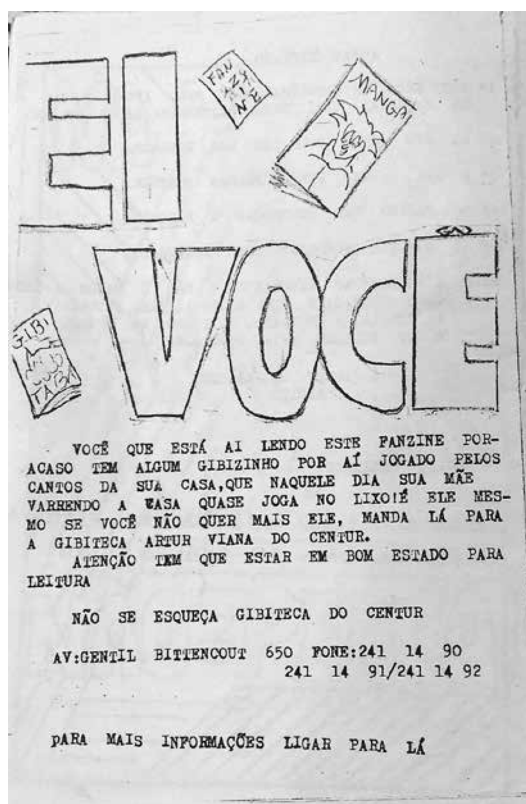 EI
FAN
ZI
NE
MANGA
VOCÊ
GIBI
TABA
VOCÊ QUE ESTÁ AI LENDO ESTE FANZINE POR-
ACASO TEM ALGUM GIBIZINHO POR AÍ JOGADO PELOS
CANTOS DA SUA CASA,QUE NAQUELE DIA SUA MÃE
VARRENDO A CASA QUASE JOGA NO LIXO!É ELE MES-
MO SE VOCÊ NÃO QUER MAIS ELE, MANDA LÁ PARA
A GIBITECA ARTUR VIANA DO CENTUR.
ATENÇÃO TEM QUE ESTAR EM BOM ESTADO PARA
LEITURA
NÃO SE ESQUEÇA GIBITECA DO CENTUR
AV:GENTIL BITTENCOUT 650 FONE:241 14 90
241 14 91/241 14 92
PARA MAIS INFORMAÇÕES LIGAR PARA LÁ